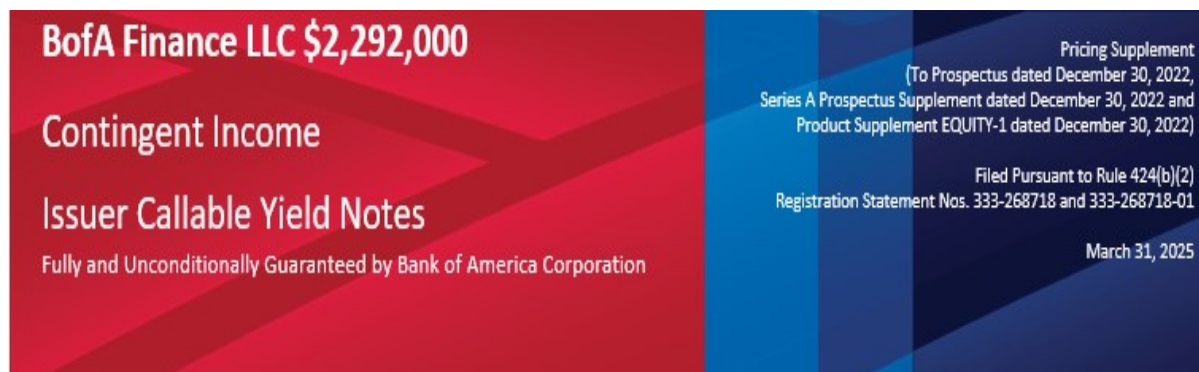 BofA Finance LLC $2,292,000
Contingent Income
Issuer Callable Yield Notes
Fully and Unconditionally Guaranteed by Bank of America Corporation
Pricing Supplement
(To Prospectus dated December 30, 2022,
Series A Prospectus Supplement dated December 30, 2022 and
Product Supplement EQUITY-1 dated December 30, 2022)
Filed Pursuant to Rule 424(b)(2)
Registration Statement Nos. 333-268718 and 333-268718-01
March 31, 2025